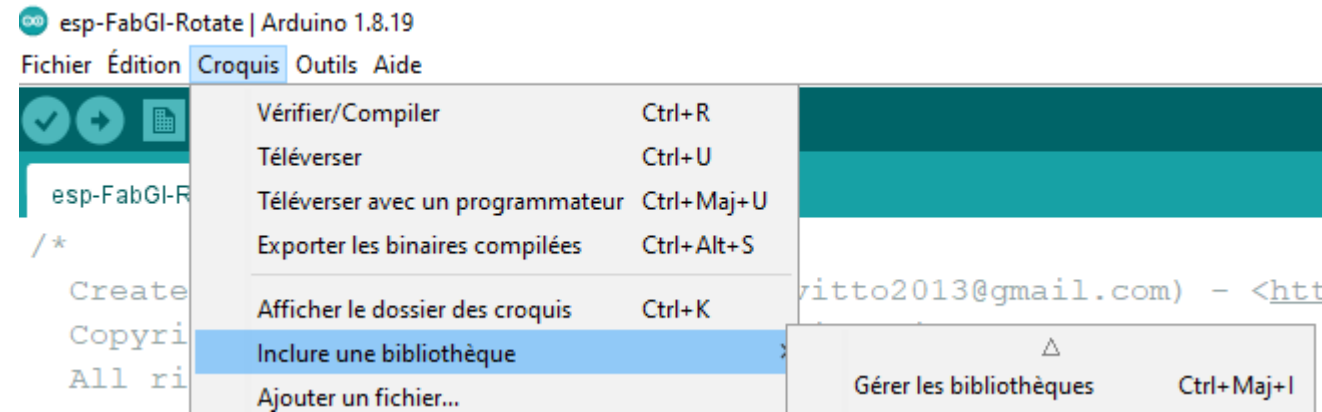 esp-FabGI-Rotate | Arduino 1.8.19
Fichier Édition Croquis Outils Aide
Vérifier/Compiler Ctrl+R
Téléverser Ctrl+U
esp-FabGI-R
Téléverser avec un programmateur Ctrl+Maj+U
/*
Exporter les binaires compilées Ctrl+Alt+S
Create vitto2013@gmail.com) - <htt
Afficher le dossier des croquis Ctrl+K
Copyri
Inclure une bibliothèque
All ri
Gérer les bibliothèques Ctrl+Maj+I
Ajouter un fichier...